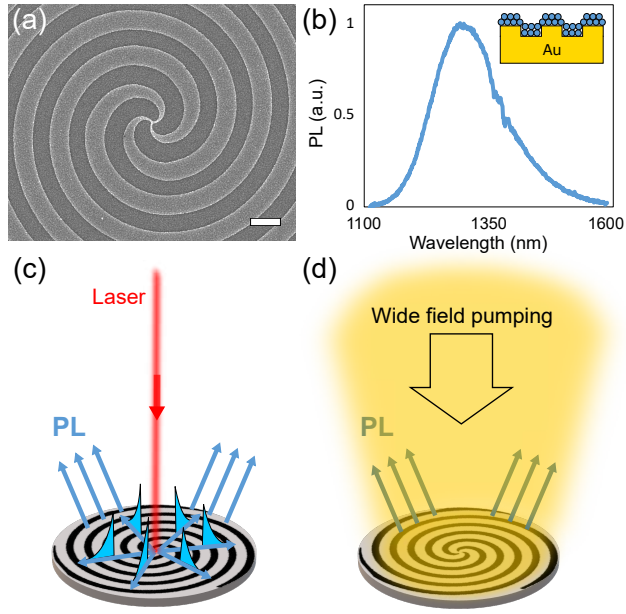 (a)
(b)
PL (a.u.)
1
0.5
0
1100
1350
1600
Wavelength (nm)
Au
(c)
Laser
PL
(d)
Wide field pumping
PL